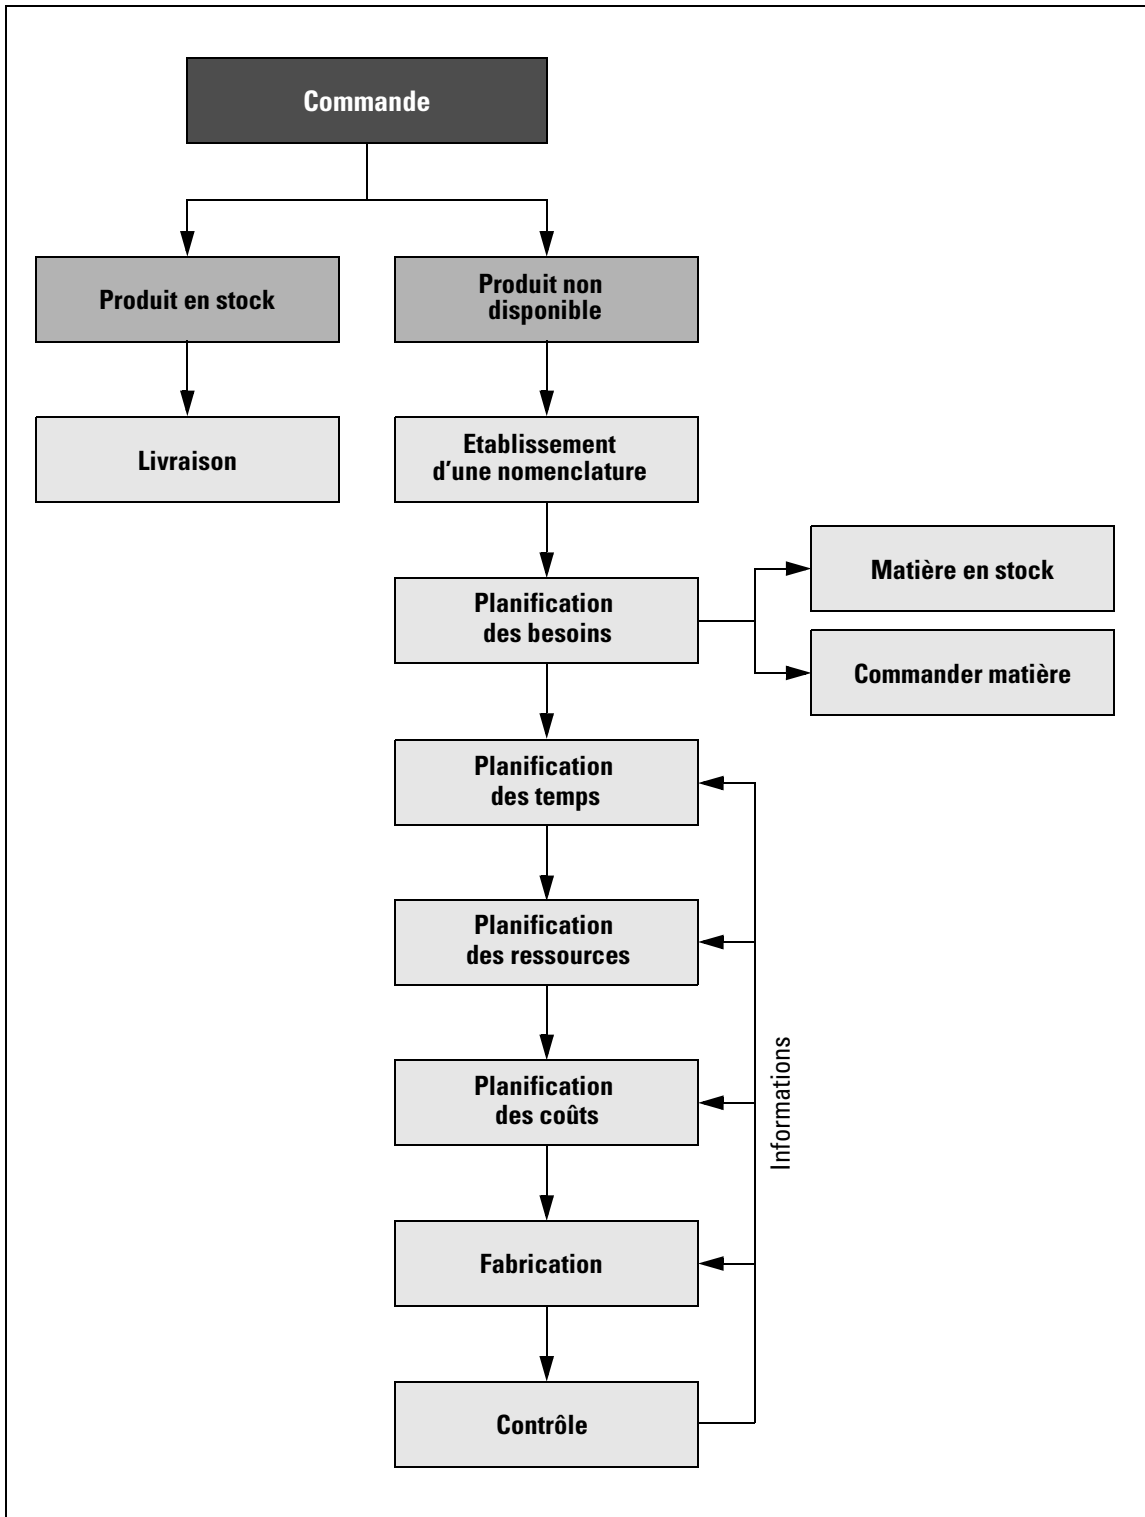 Commande
Produit en stock
Produit non
disponible
Livraison
Etablissement
d'une nomenclature
Planification
des besoins
Matière en stock
Commander matière
Planification
des temps
Planification
des ressources
Planification
des coûts
Informations
Fabrication
Contrôle